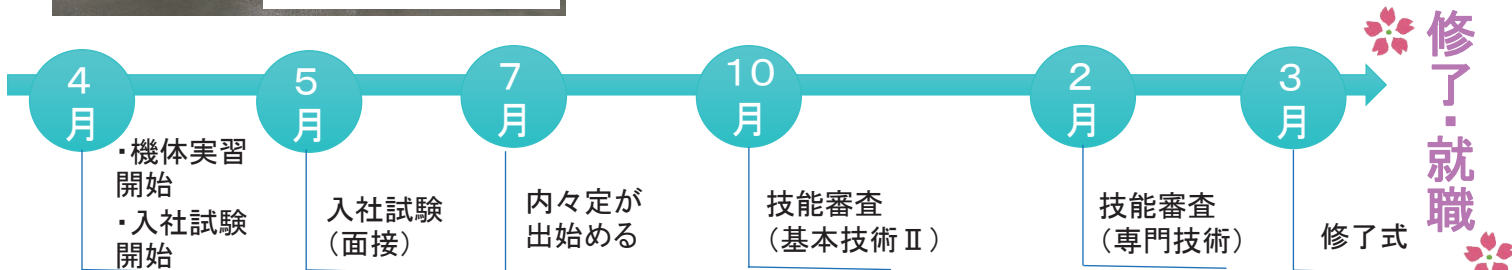 4
月
・機体実習
開始
・入社試験
開始
5
月
入社試験
（面接）
7
月
内々定が
出始める
10
月
技能審査
（基本技術Ⅱ）
2
月
技能審査
（専門技術）
3
月
修了式
修了・就職